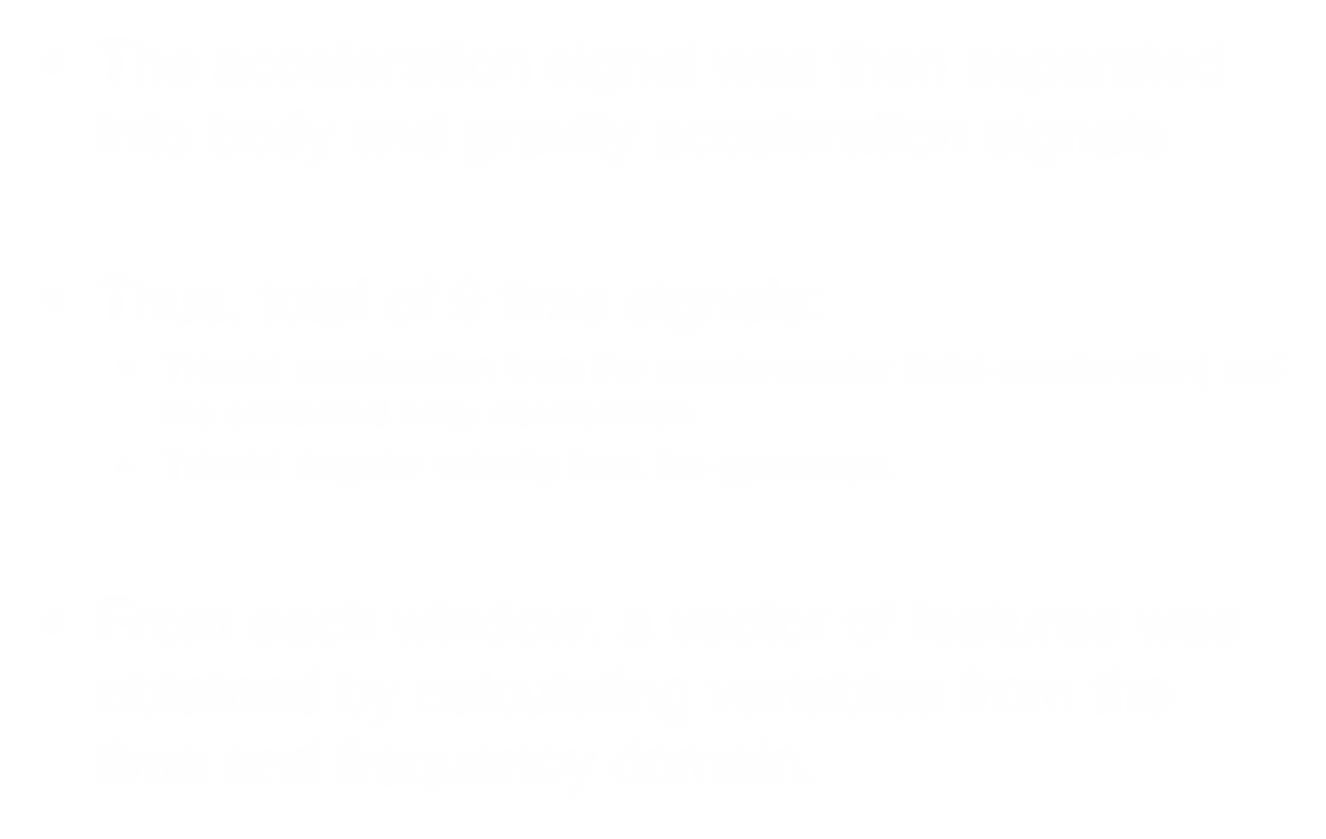 • The acceleration signal was then separated
into body and gravity acceleration signals
• Thus, total of 9 time signals:
• Triaxial acceleration from the accelerometer (total acceleration) and
the estimated body acceleration.
• Triaxial Angular velocity from the gyroscope.
• From each window, a vector of features was
obtained by calculating variables from the
time and frequency domain.